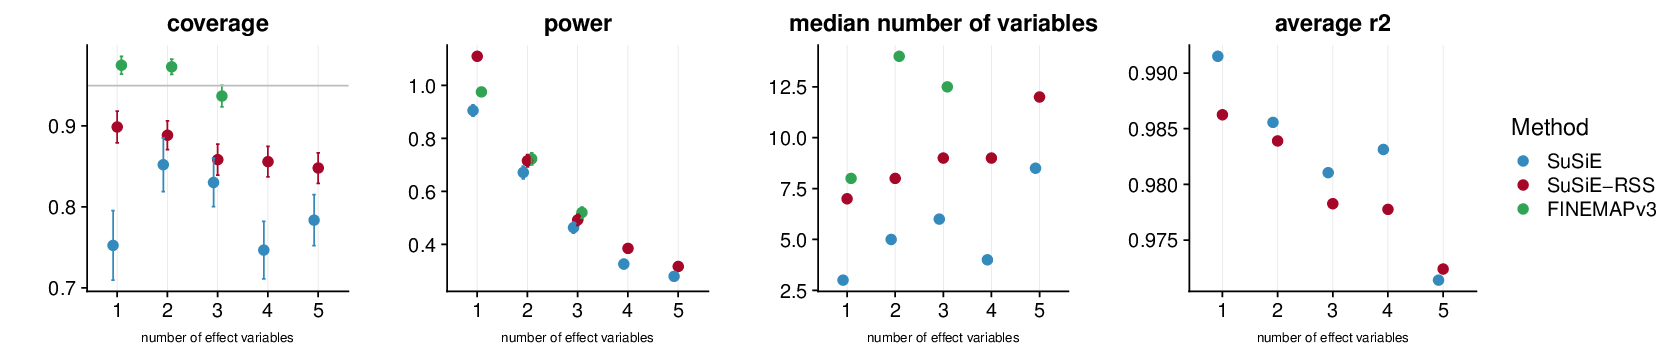 coverage
0.9
0.8
0.7
1 2 3 4 5
number of effect variables
power
1.0
0.8
0.6
0.4
1 2 3 4 5
number of effect variables
median number of variables
12.5
10.0
7.5
5.0
2.5
1 2 3 4 5
number of effect variables
average r2
0.990
0.985
0.980
0.975
1 2 3 4 5
number of effect variables
Method
SuSiE
SuSiE−RSS
FINEMAPv3